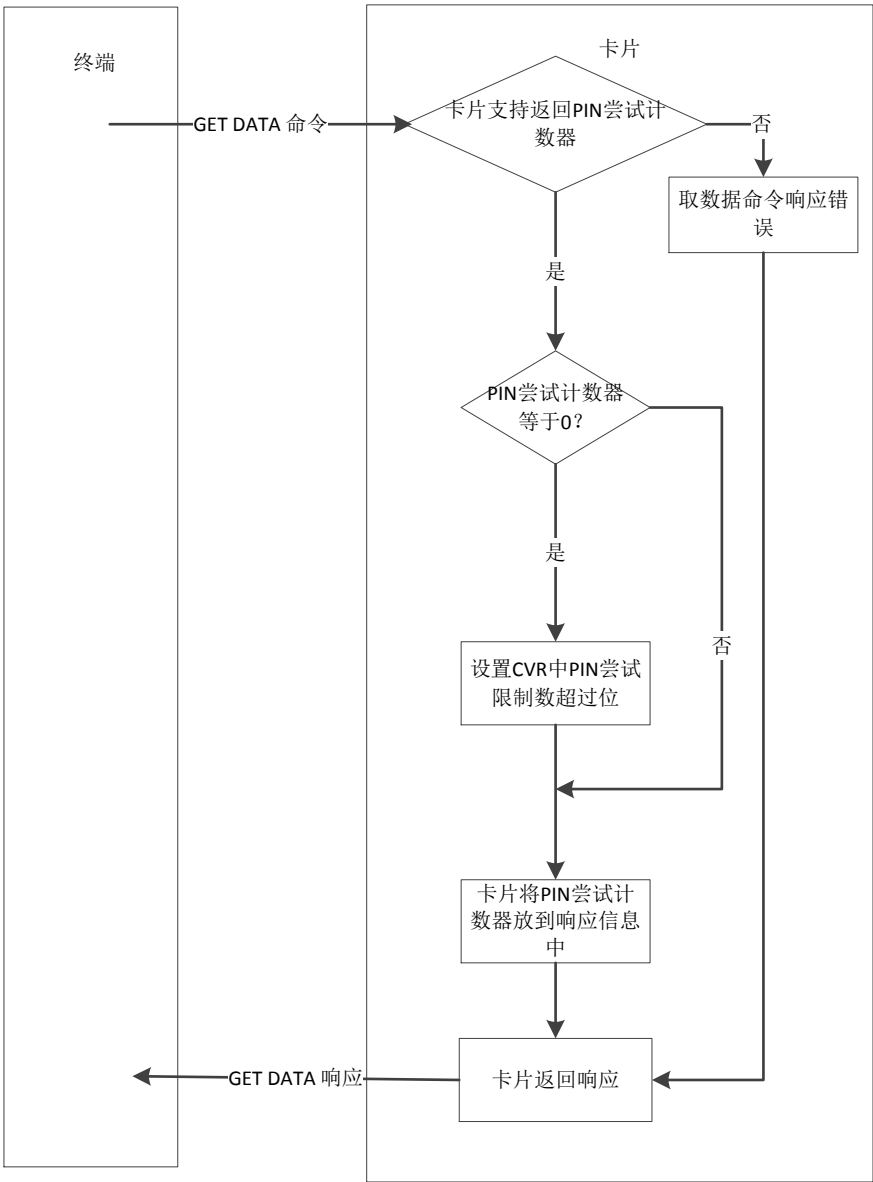 终端
卡片
GET DATA 命令
卡片支持返回PIN尝试计
数器
否
取数据命令响应错
误
是
PIN尝试计数器
等于0?
是
否
设置CVR中PIN尝试
限制数超过位
卡片将PIN尝试计
数器放到响应信息
中
GET DATA 响应
卡片返回响应